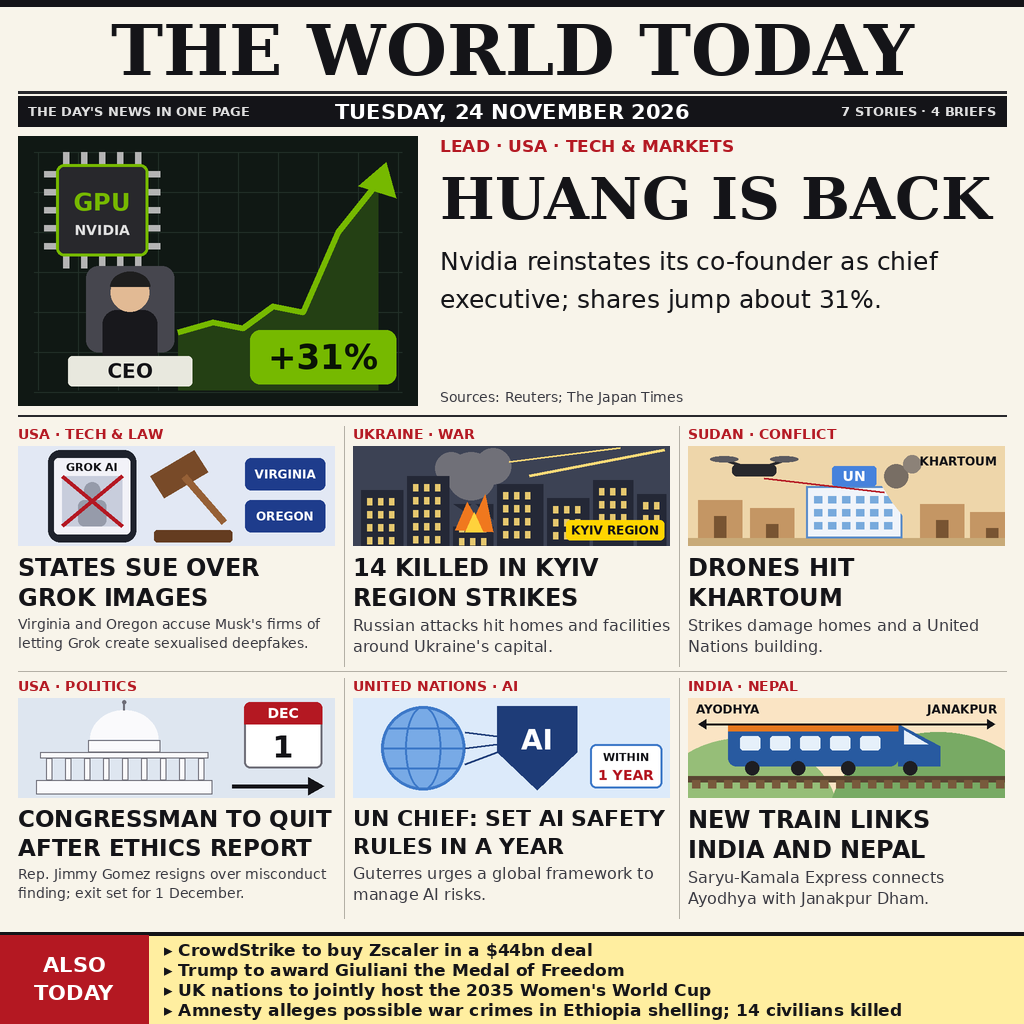 THE WORLD TODAY
THE DAY'S NEWS IN ONE PAGE
TUESDAY, 24 NOVEMBER 2026
7 STORIES · 4 BRIEFS
GPU
NVIDIA
CEO
+31%
LEAD · USA · TECH & MARKETS
HUANG IS BACK
Nvidia reinstates its co-founder as chief
executive; shares jump about 31%.
Sources: Reuters; The Japan Times
USA · TECH & LAW
GROK AI
VIRGINIA
OREGON
STATES SUE OVER
GROK IMAGES
Virginia and Oregon accuse Musk's firms of
letting Grok create sexualised deepfakes.
UKRAINE · WAR
KYIV REGION
14 KILLED IN KYIV
REGION STRIKES
Russian attacks hit homes and facilities
around Ukraine's capital.
SUDAN · CONFLICT
KHARTOUM
UN
DRONES HIT
KHARTOUM
Strikes damage homes and a United
Nations building.
USA · POLITICS
DEC
1
CONGRESSMAN TO QUIT
AFTER ETHICS REPORT
Rep. Jimmy Gomez resigns over misconduct
finding; exit set for 1 December.
UNITED NATIONS · AI
AI
WITHIN
1 YEAR
UN CHIEF: SET AI SAFETY
RULES IN A YEAR
Guterres urges a global framework to
manage AI risks.
INDIA · NEPAL
AYODHYA
JANAKPUR
NEW TRAIN LINKS
INDIA AND NEPAL
Saryu-Kamala Express connects
Ayodhya with Janakpur Dham.
ALSO
TODAY
▸ CrowdStrike to buy Zscaler in a $44bn deal
▸ Trump to award Giuliani the Medal of Freedom
▸ UK nations to jointly host the 2035 Women's World Cup
▸ Amnesty alleges possible war crimes in Ethiopia shelling; 14 civilians killed